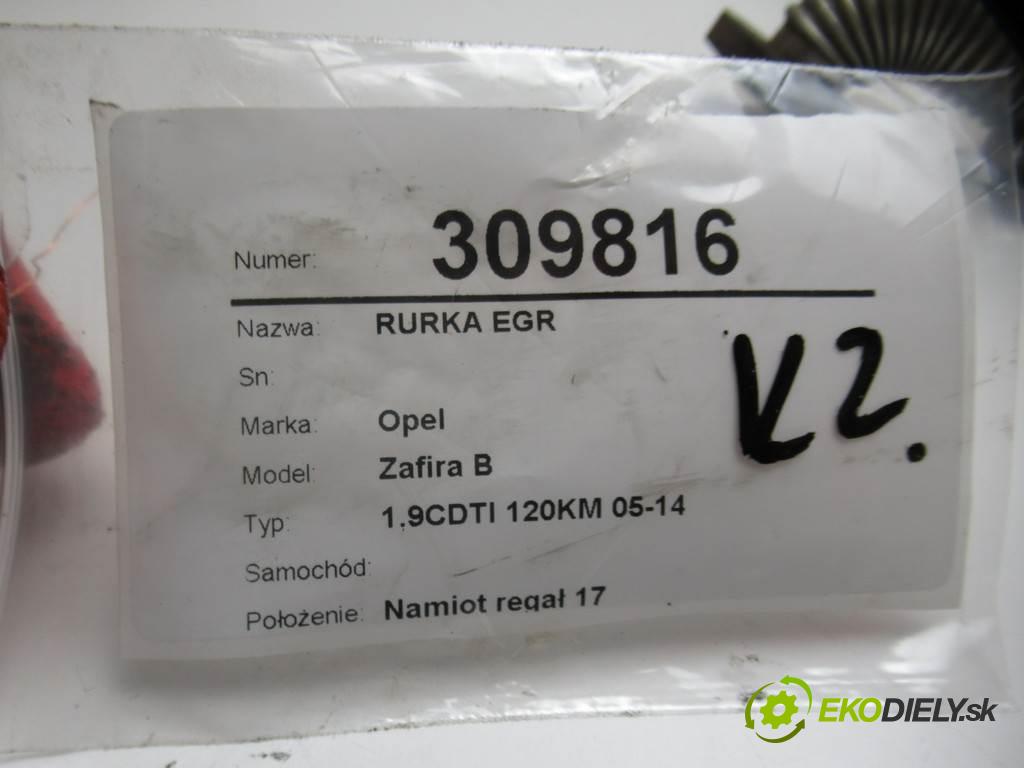 Numer: 309816
Nazwa: RURKA EGR
Sn:
Marka: Opel
Model: Zafira B
Typ: 1.9CDTI 120KM 05-14
Samochód:
Położenie: Namiot regał 17
V2.
EKODIELY.sk